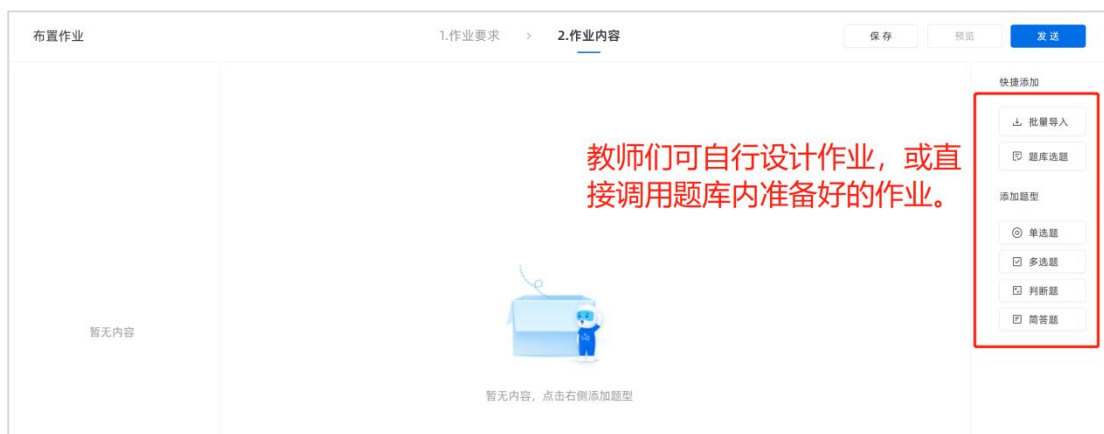 布置作业
1.作业要求 > 2.作业内容
保存 预览 发送
快捷添加
批量导入
题库选题
教师们可自行设计作业，或直
接调用题库内准备好的作业。
添加题型
单选题
多选题
判断题
简答题
暂无内容
暂无内容，点击右侧添加题型